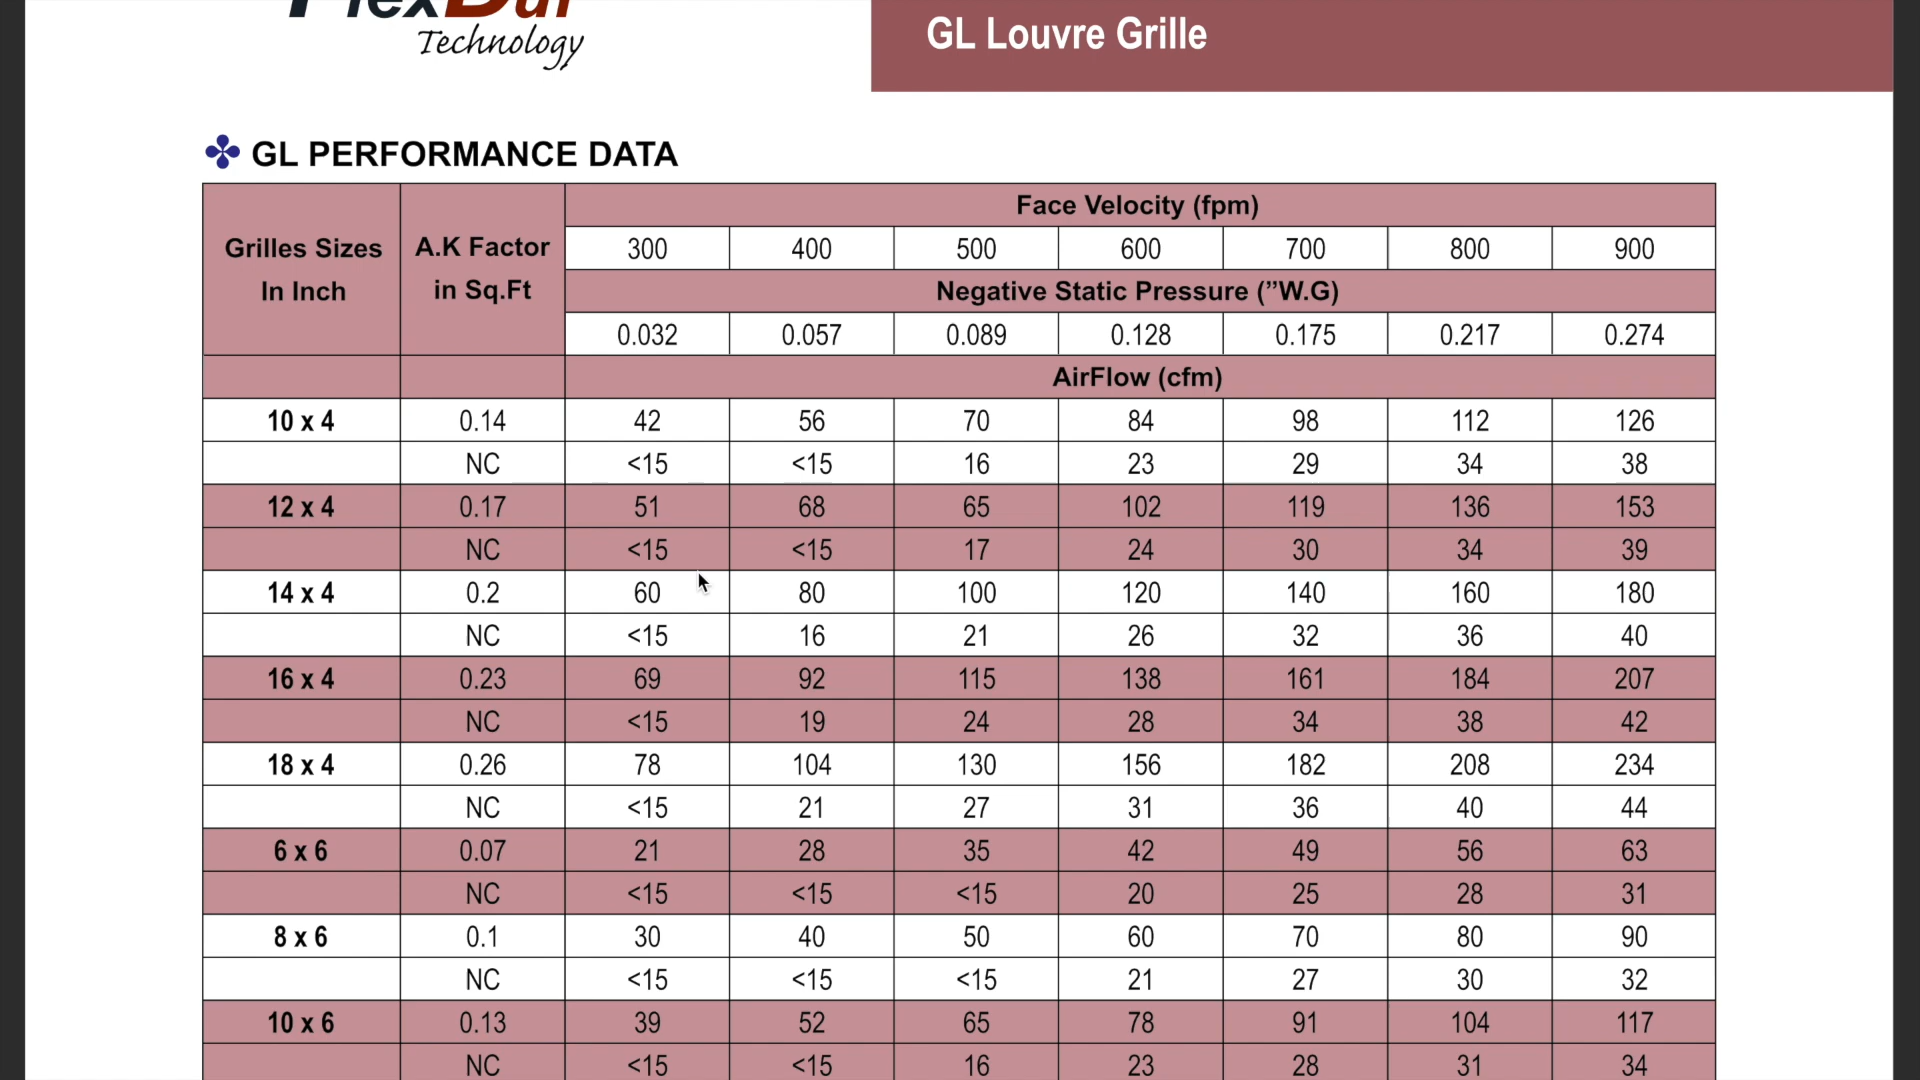 FlexDur
Technology
GL Louvre Grille
GL PERFORMANCE DATA
Grilles Sizes In Inch
A.K Factor in Sq.Ft
Face Velocity (fpm)
300 400 500 600 700 800 900
Negative Static Pressure (”W.G)
0.032 0.057 0.089 0.128 0.175 0.217 0.274
AirFlow (cfm)
10 x 4 0.14 42 56 70 84 98 112 126
NC <15 <15 16 23 29 34 38
12 x 4 0.17 51 68 65 102 119 136 153
NC <15 <15 17 24 30 34 39
14 x 4 0.2 60 80 100 120 140 160 180
NC <15 16 21 26 32 36 40
16 x 4 0.23 69 92 115 138 161 184 207
NC <15 19 24 28 34 38 42
18 x 4 0.26 78 104 130 156 182 208 234
NC <15 21 27 31 36 40 44
6 x 6 0.07 21 28 35 42 49 56 63
NC <15 <15 <15 20 25 28 31
8 x 6 0.1 30 40 50 60 70 80 90
NC <15 <15 <15 21 27 30 32
10 x 6 0.13 39 52 65 78 91 104 117
NC <15 <15 16 23 28 31 34